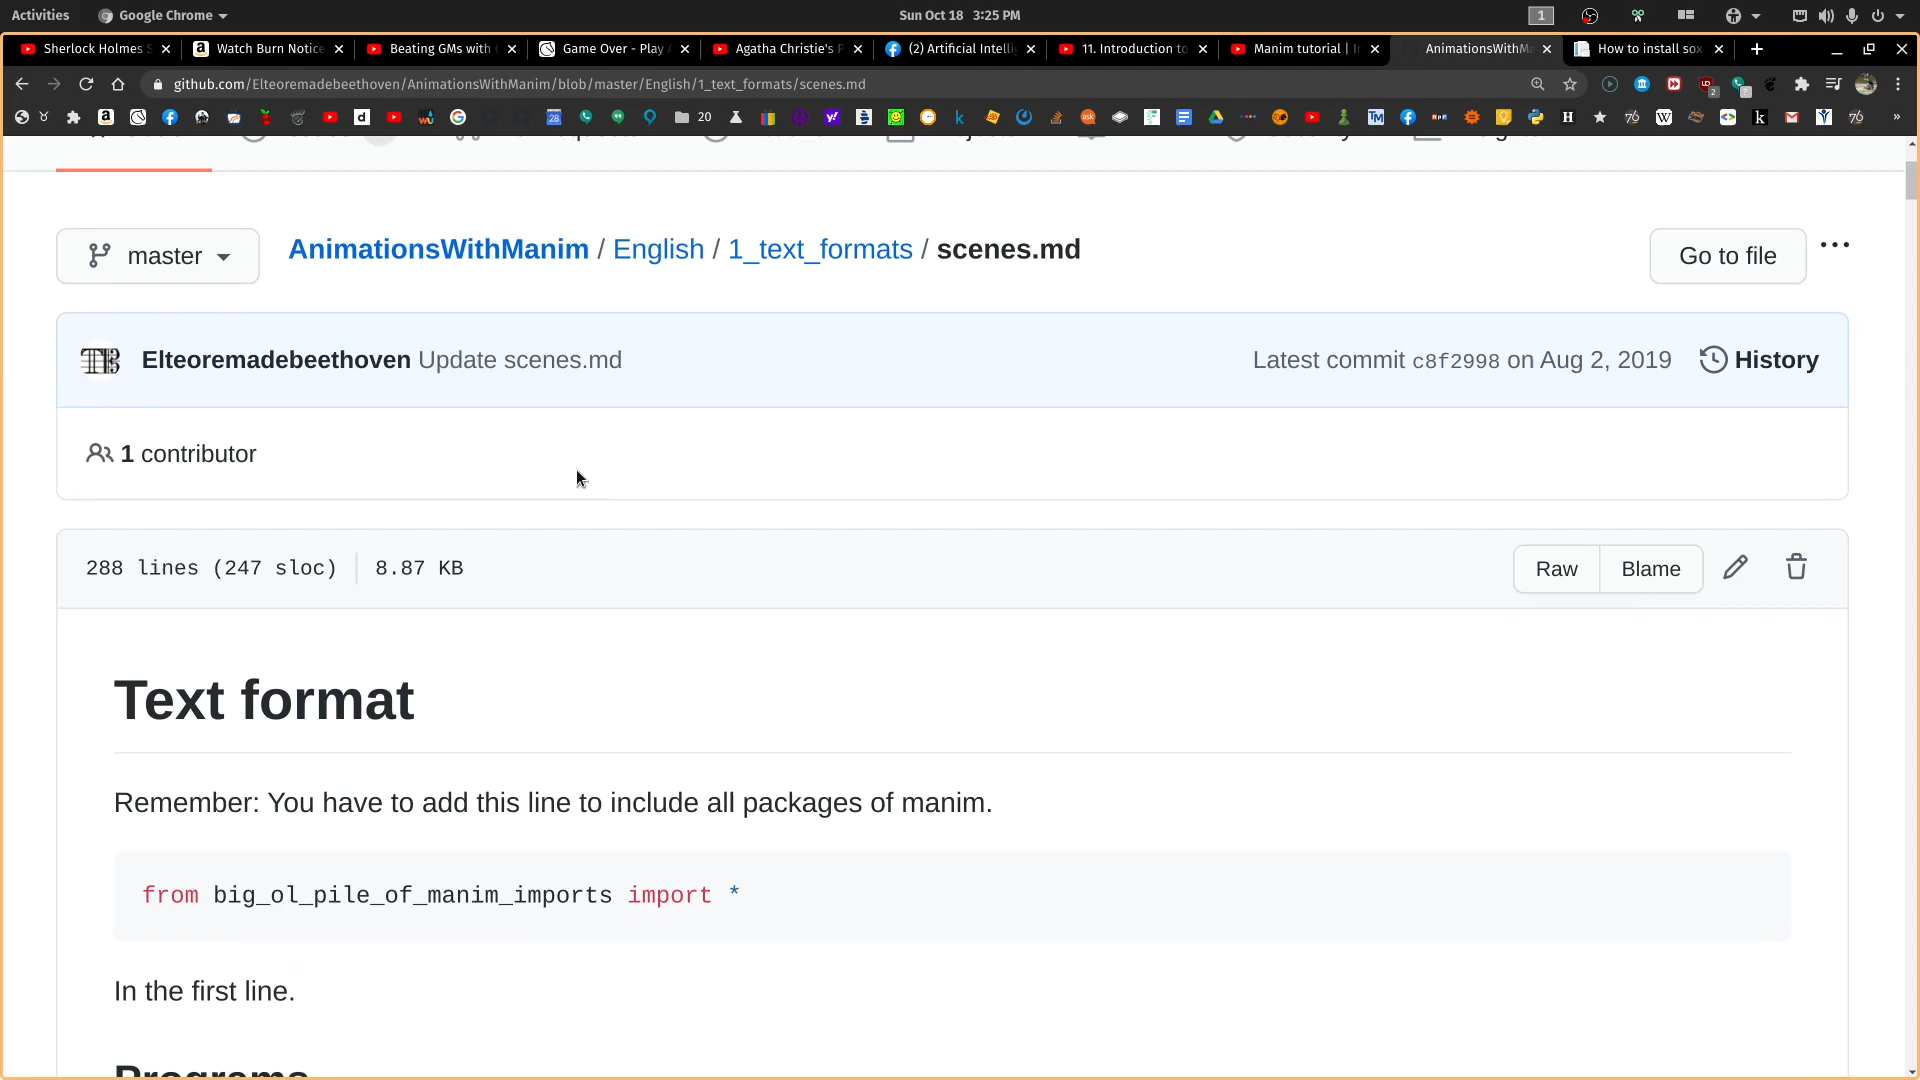 Activities Google Chrome Sun Oct 18 3:25 PM 1
Sherlock Holmes S Watch Burn Notice Beating GMs with Game Over - Play Agatha Christie's P (2) Artificial Intelli 11. Introduction to Manim tutorial | In AnimationsWithMa How to install sox
github.com/Elteoremadebeethoven/AnimationsWithManim/blob/master/English/1_text_formats/scenes.md
20
master AnimationsWithManim / English / 1_text_formats / scenes.md Go to file
Elteoremadebeethoven Update scenes.md Latest commit c8f2998 on Aug 2, 2019 History
1 contributor
288 lines (247 sloc) 8.87 KB Raw Blame
Text format
Remember: You have to add this line to include all packages of manim.
from big_ol_pile_of_manim_imports import *
In the first line.
Programs